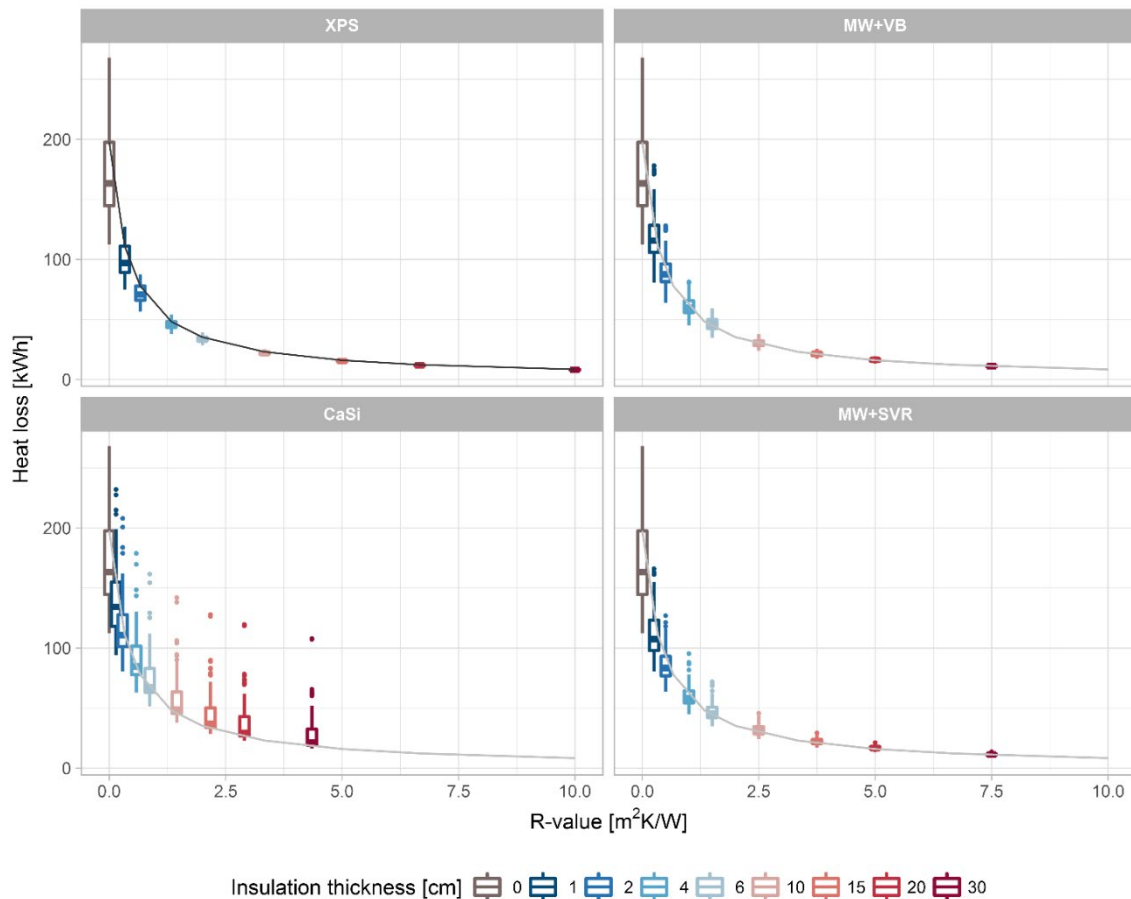 XPS
MW+VB
200
100
0
Heat loss [kWh]
CaSi
MW+SVR
200
100
0
0.0 2.5 5.0 7.5 10.0 0.0 2.5 5.0 7.5 10.0
R-value [m²K/W]
Insulation thickness [cm] 0 1 2 4 6 10 15 20 30